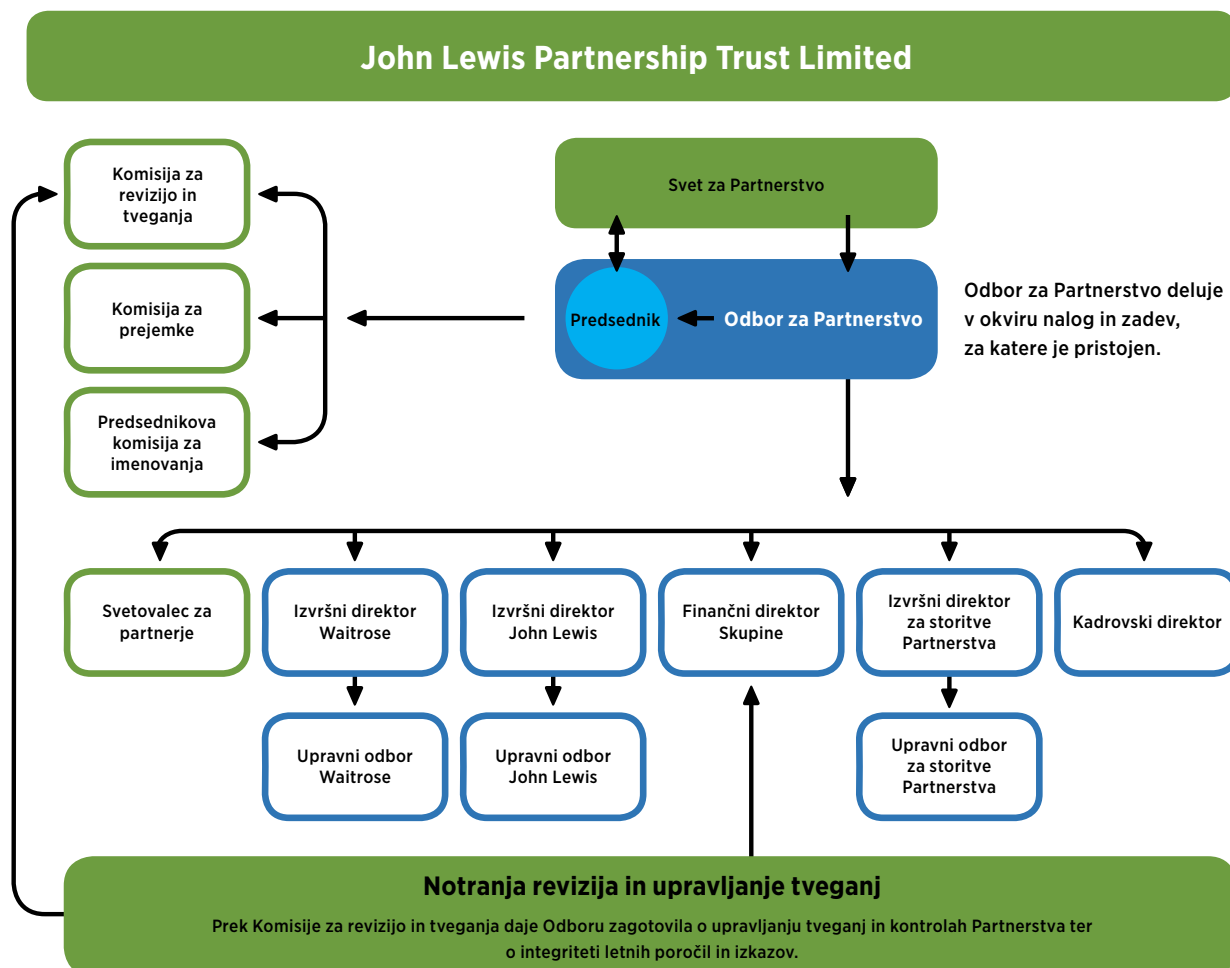 John Lewis Partnership Trust Limited
Komisija za
revizijo in
tveganja
Komisija za
prejemke
Predsednikova
komisija za
imenovanja
Svet za Partnerstvo
Predsednik
Odbor za Partnerstvo
Odbor za Partnerstvo deluje
v okviru nalog in zadev,
za katere je pristojen.
Svetovalec za
partnerje
Izvršni direktor
Waitrose
Izvršni direktor
John Lewis
Finančni direktor
Skupine
Izvršni direktor
za storitve
Partnerstva
Kadrovski direktor
Upravni odbor
Waitrose
Upravni odbor
John Lewis
Upravni odbor
za storitve
Partnerstva
Notranja revizija in upravljanje tveganj
Prek Komisije za revizijo in tveganja daje Odboru zagotovila o upravljanju tveganj in kontrolah Partnerstva ter
o integriteti letnih poročil in izkazov.